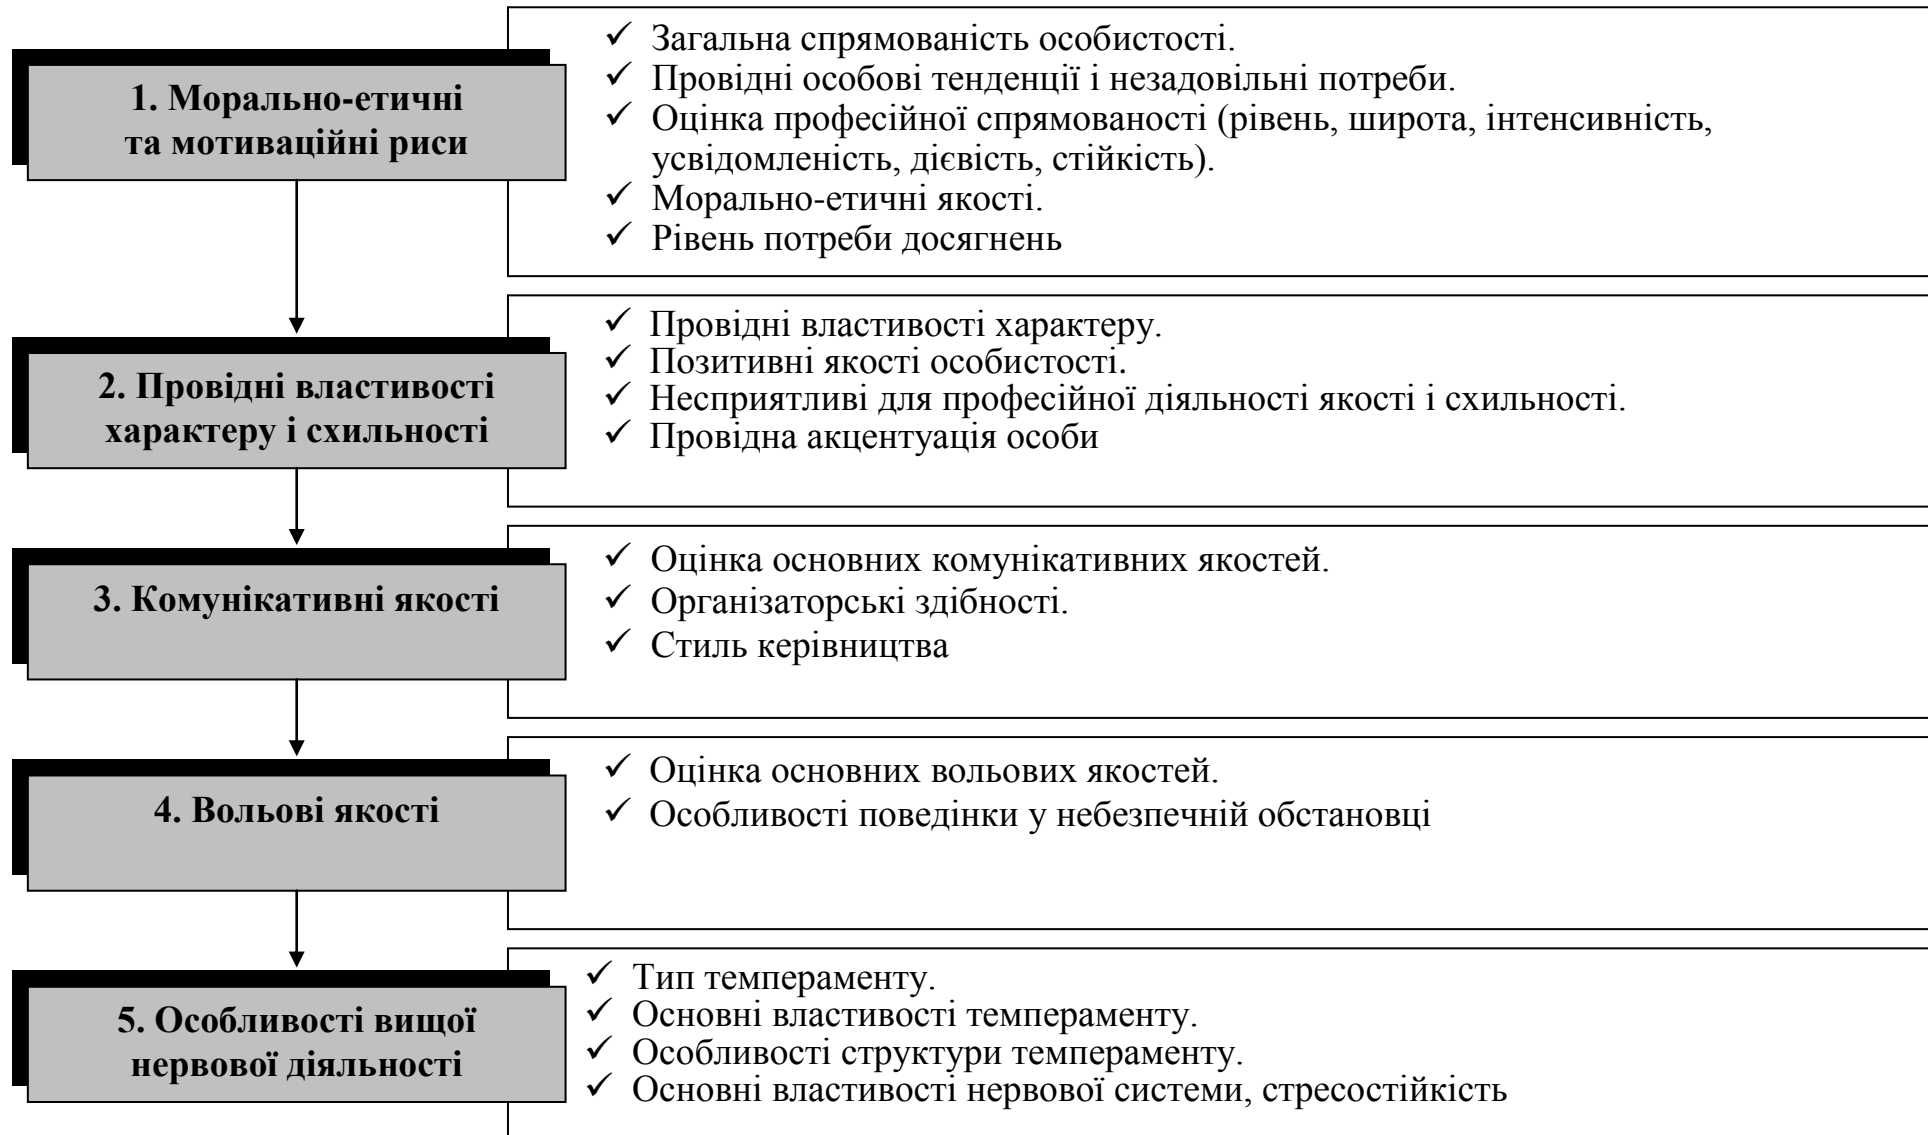 1. Морально-етичні
та мотиваційні риси
✓ Загальна спрямованість особистості.
✓ Провідні особові тенденції і незадовільні потреби.
✓ Оцінка професійної спрямованості (рівень, широта, інтенсивність,
усвідомленість, дієвість, стійкість).
✓ Морально-етичні якості.
✓ Рівень потреби досягнень
2. Провідні властивості
характеру і схильності
✓ Провідні властивості характеру.
✓ Позитивні якості особистості.
✓ Несприятливі для професійної діяльності якості і схильності.
✓ Провідна акцентуація особи
3. Комунікативні якості
✓ Оцінка основних комунікативних якостей.
✓ Організаторські здібності.
✓ Стиль керівництва
4. Вольові якості
✓ Оцінка основних вольових якостей.
✓ Особливості поведінки у небезпечній обстановці
5. Особливості вищої
нервової діяльності
✓ Тип темпераменту.
✓ Основні властивості темпераменту.
✓ Особливості структури темпераменту.
✓ Основні властивості нервової системи, стресостійкість